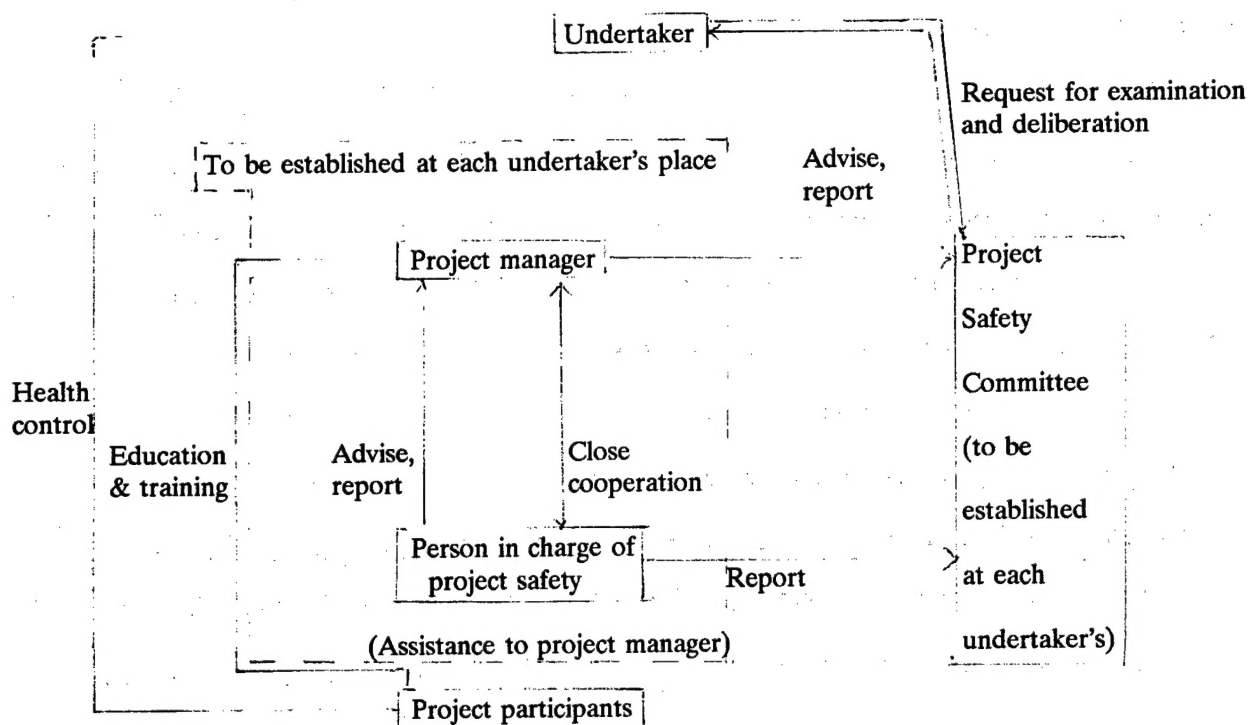 Undertaker
Request for examination
and deliberation
To be established at each undertaker's place
Advise,
report
Project manager
Project
Safety
Committee
(to be
established
at each
undertaker's)
Health
control
Education
& training
Advise,
report
Close
cooperation
Person in charge of
project safety
Report
(Assistance to project manager)
Project participants